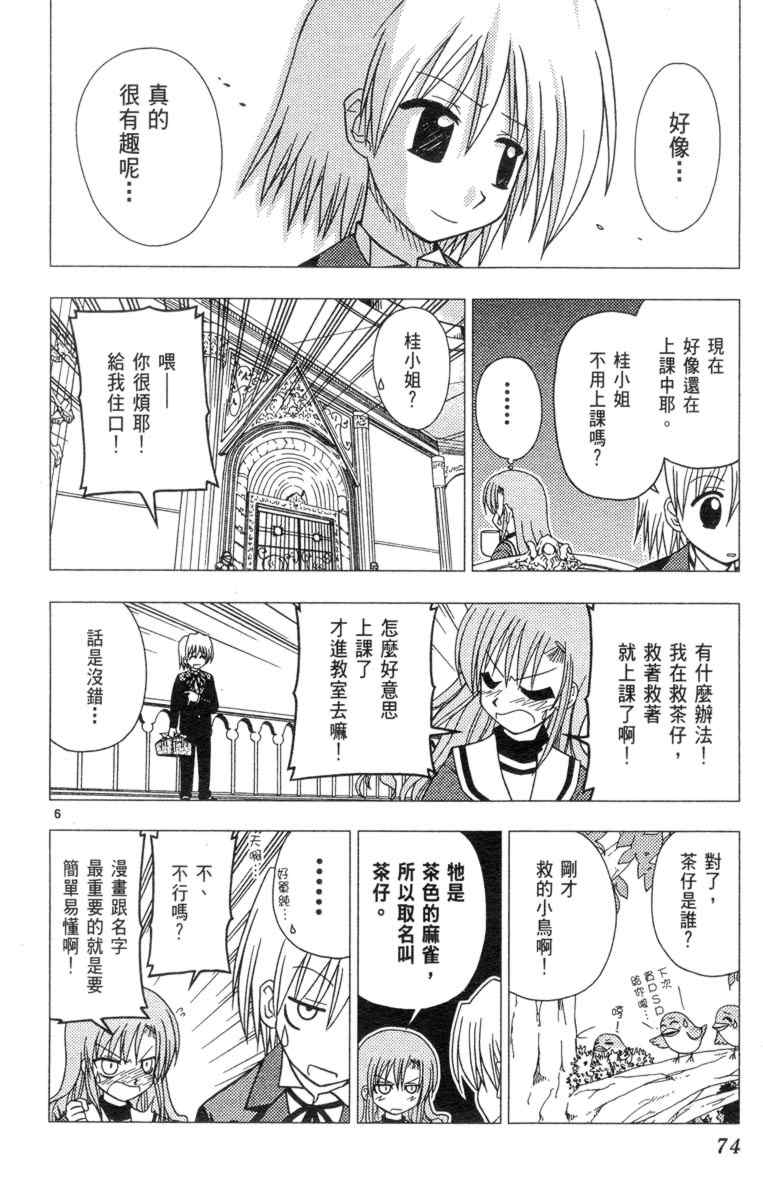 好像…
真的
很有趣呢…
現在
好像還在
上課中耶。
桂小姐
不用上課嗎?
……
桂小姐?
喂——
你很煩耶!
給我住口!
有什麼辦法!
我在救茶仔,
救著救著
就上課了啊!
怎麼好意思
上課了
才進教室去嘛!
話是沒錯…
6
對了,
茶仔是誰?
剛才
救的小鳥啊!
下次
哼
牠是
茶色的麻雀,
所以取名叫
茶仔。
……
好單純…
天啊…
不、
不行嗎?
漫畫跟名字
最重要的就是要
簡單易懂啊!
74